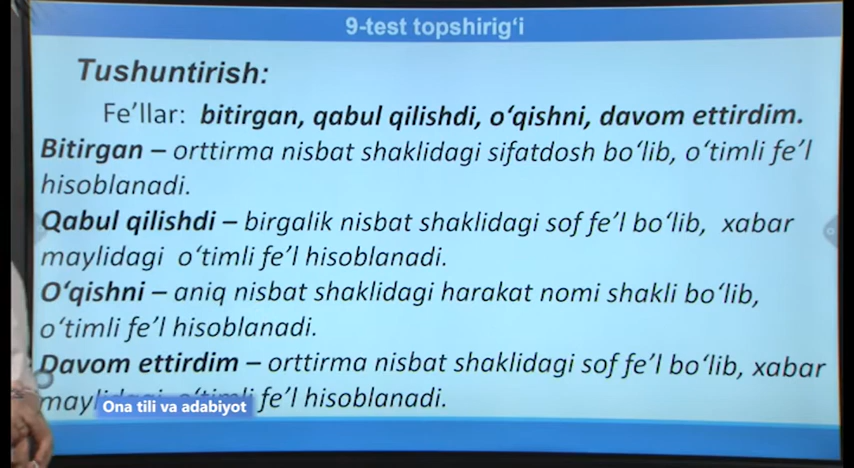 9-test topshirig‘i
Tushuntirish:
Fe’llar: bitirgan, qabul qilishdi, o‘qishni, davom ettirdim.
Bitirgan – orttirma nisbat shaklidagi sifatdosh bo‘lib, o‘timli fe’l
hisoblanadi.
Qabul qilishdi – birgalik nisbat shaklidagi sof fe’l bo‘lib, xabar
maylidagi o‘timli fe’l hisoblanadi.
O‘qishni – aniq nisbat shaklidagi harakat nomi shakli bo‘lib,
o‘timli fe’l hisoblanadi.
Davom ettirdim – orttirma nisbat shaklidagi sof fe’l bo‘lib, xabar
maylidagi o‘timli fe’l hisoblanadi.
Ona tili va adabiyot